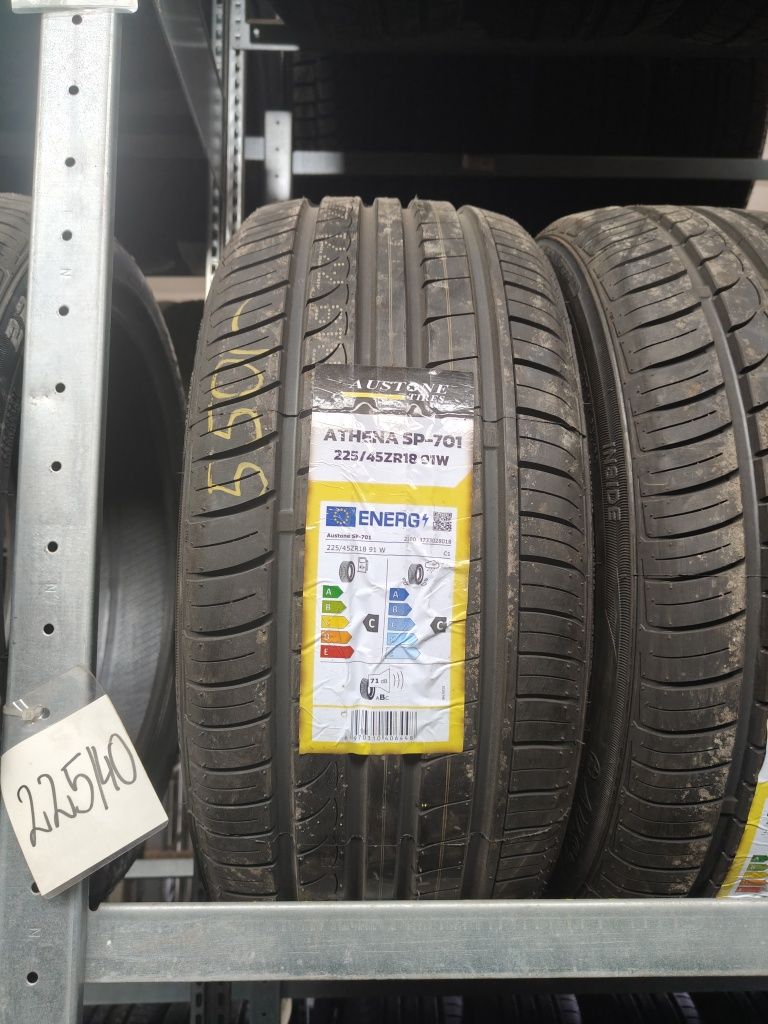 AUSTONE
TIRES
ATHENA SP-701
225/45ZR18 91W
ENERG
Austone SP-701
225/45ZR18 91 W
C1
A
B
C
D
E
C
A
B
C
C
71 dB
ABC
INSIDE
225/40
N
N